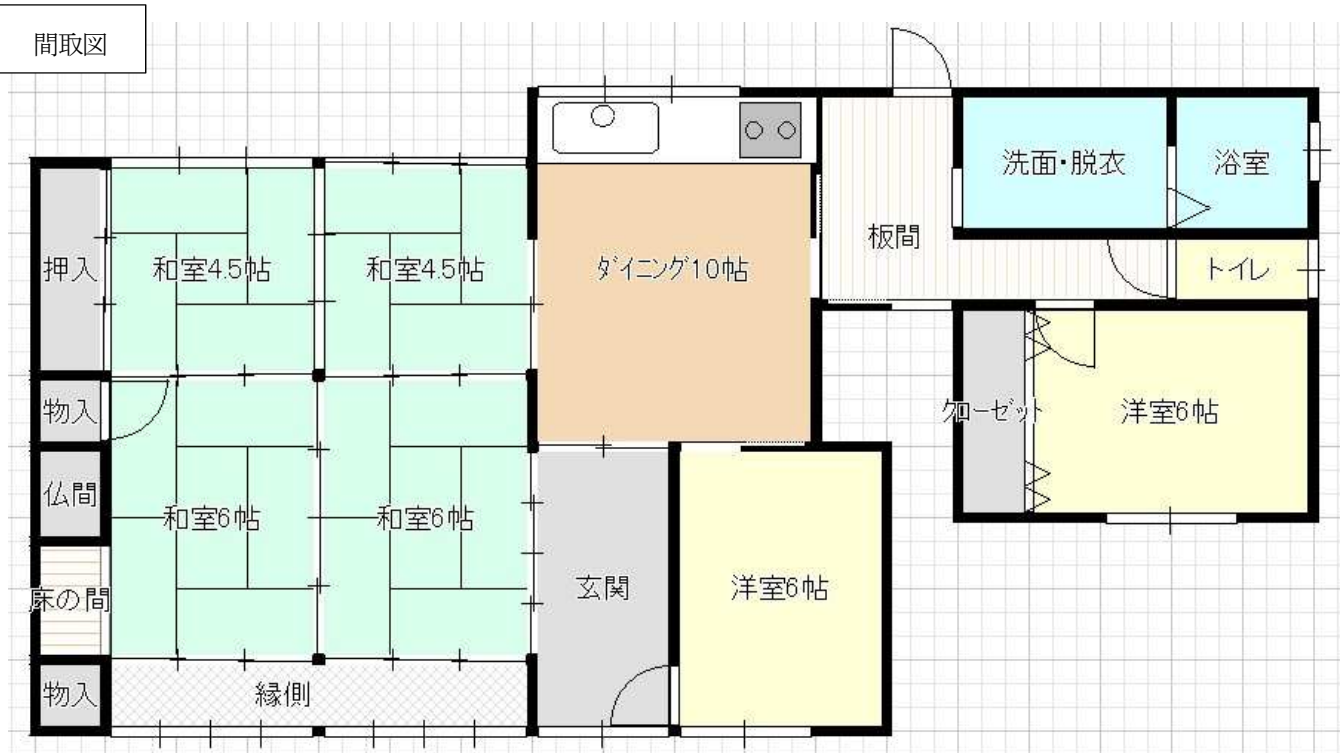 間取図
洗面・脱衣
浴室
板間
押入
和室4.5帖
和室4.5帖
ダイニング10帖
トイレ
物入
クローゼット
洋室6帖
仏間
和室6帖
和室6帖
床の間
玄関
洋室6帖
物入
縁側